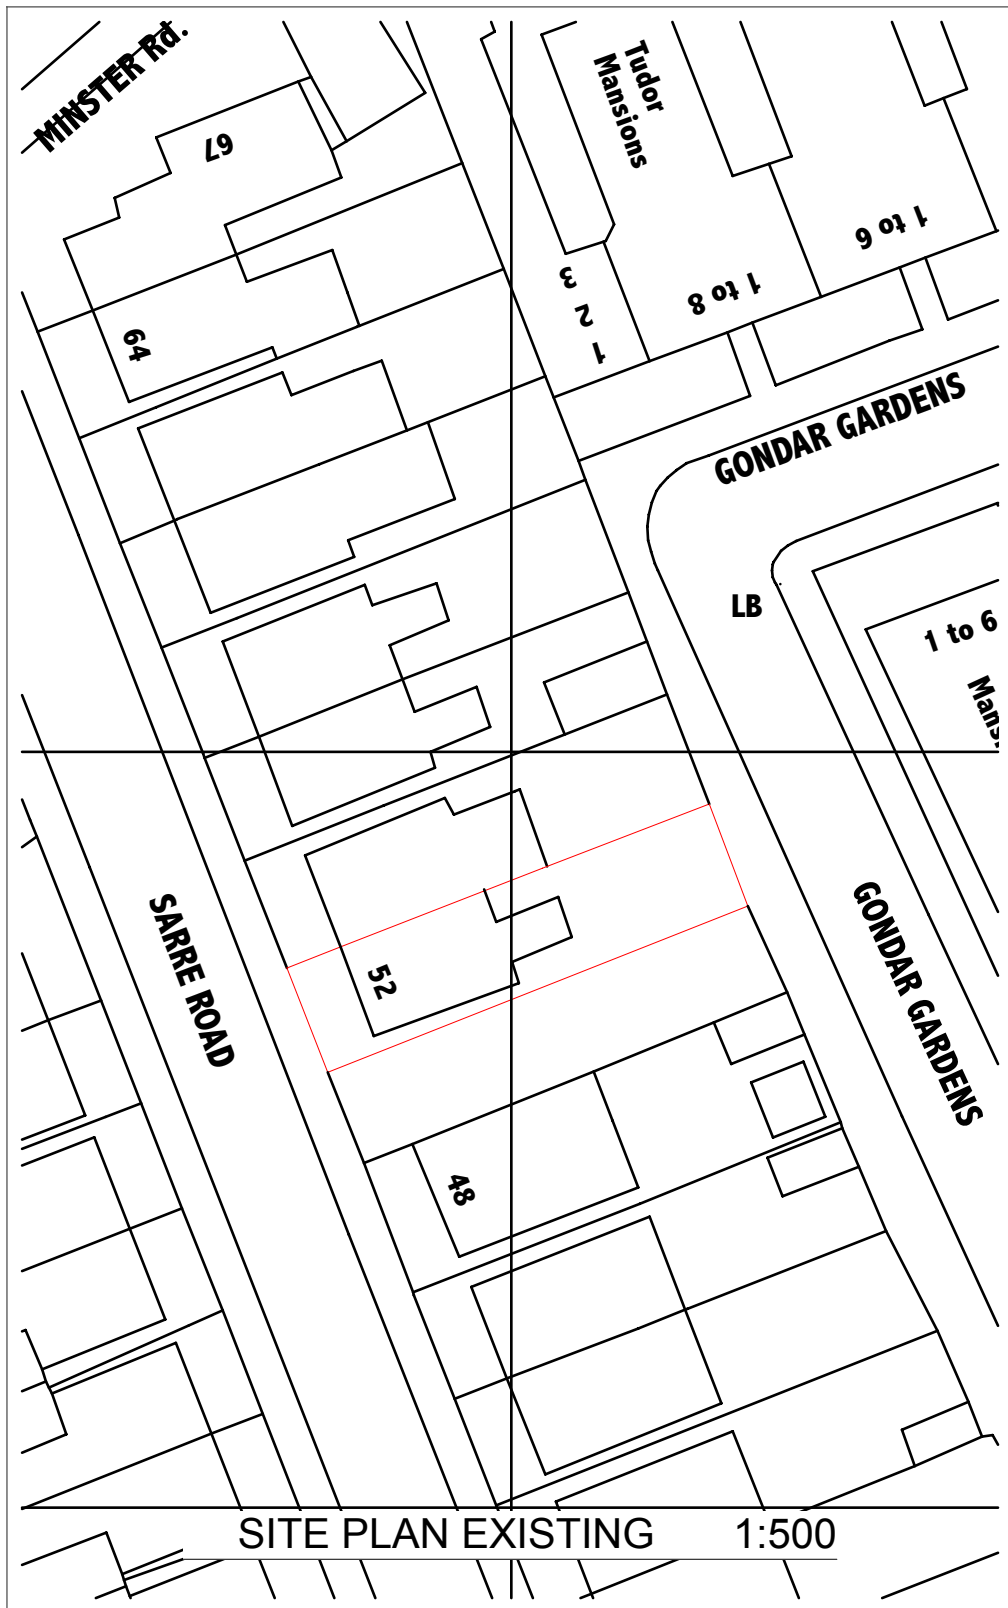 MINSTER Rd.
67
Tudor
Mansions
1 to 6
1 to 8
3
2
1
64
GONDAR GARDENS
LB
1 to 6
SARRE ROAD
52
GONDAR GARDENS
48
SITE PLAN EXISTING 1:500